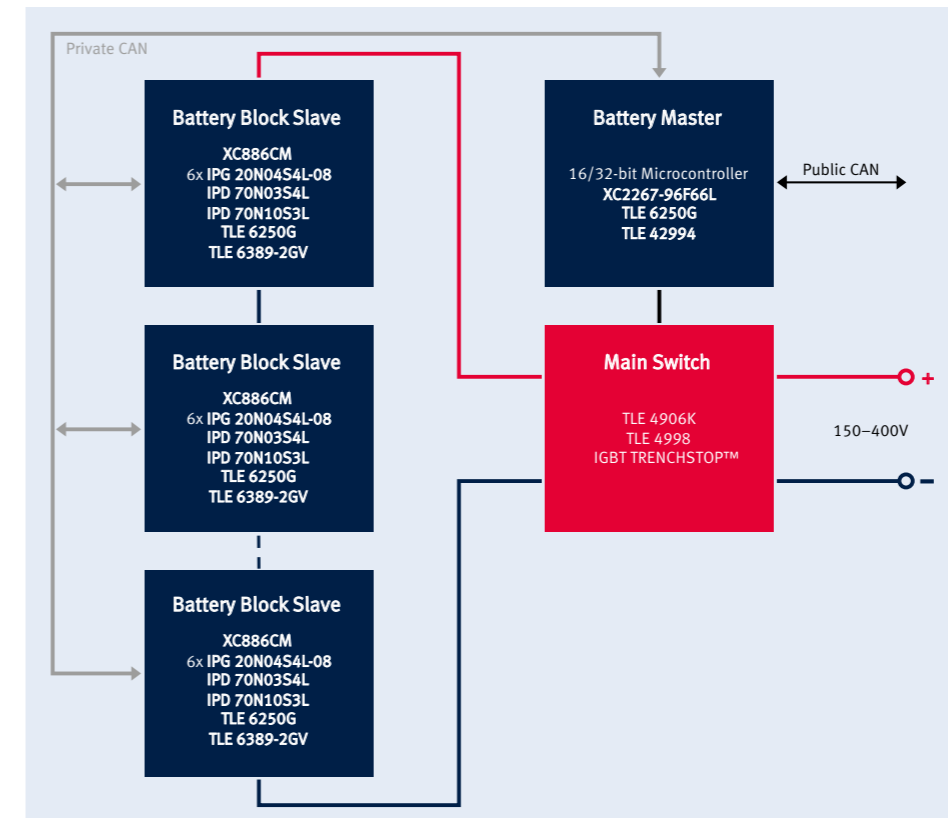 Private CAN
Battery Block Slave
XC886CM
6x IPG 20N04S4L-08
IPD 70N03S4L
IPD 70N10S3L
TLE 6250G
TLE 6389-2GV
Battery Master
16/32-bit Microcontroller
XC2267-96F66L
TLE 6250G
TLE 42994
Public CAN
Battery Block Slave
XC886CM
6x IPG 20N04S4L-08
IPD 70N03S4L
IPD 70N10S3L
TLE 6250G
TLE 6389-2GV
Main Switch
TLE 4906K
TLE 4998
IGBT TRENCHSTOP™
+
150–400V
–
Battery Block Slave
XC886CM
6x IPG 20N04S4L-08
IPD 70N03S4L
IPD 70N10S3L
TLE 6250G
TLE 6389-2GV